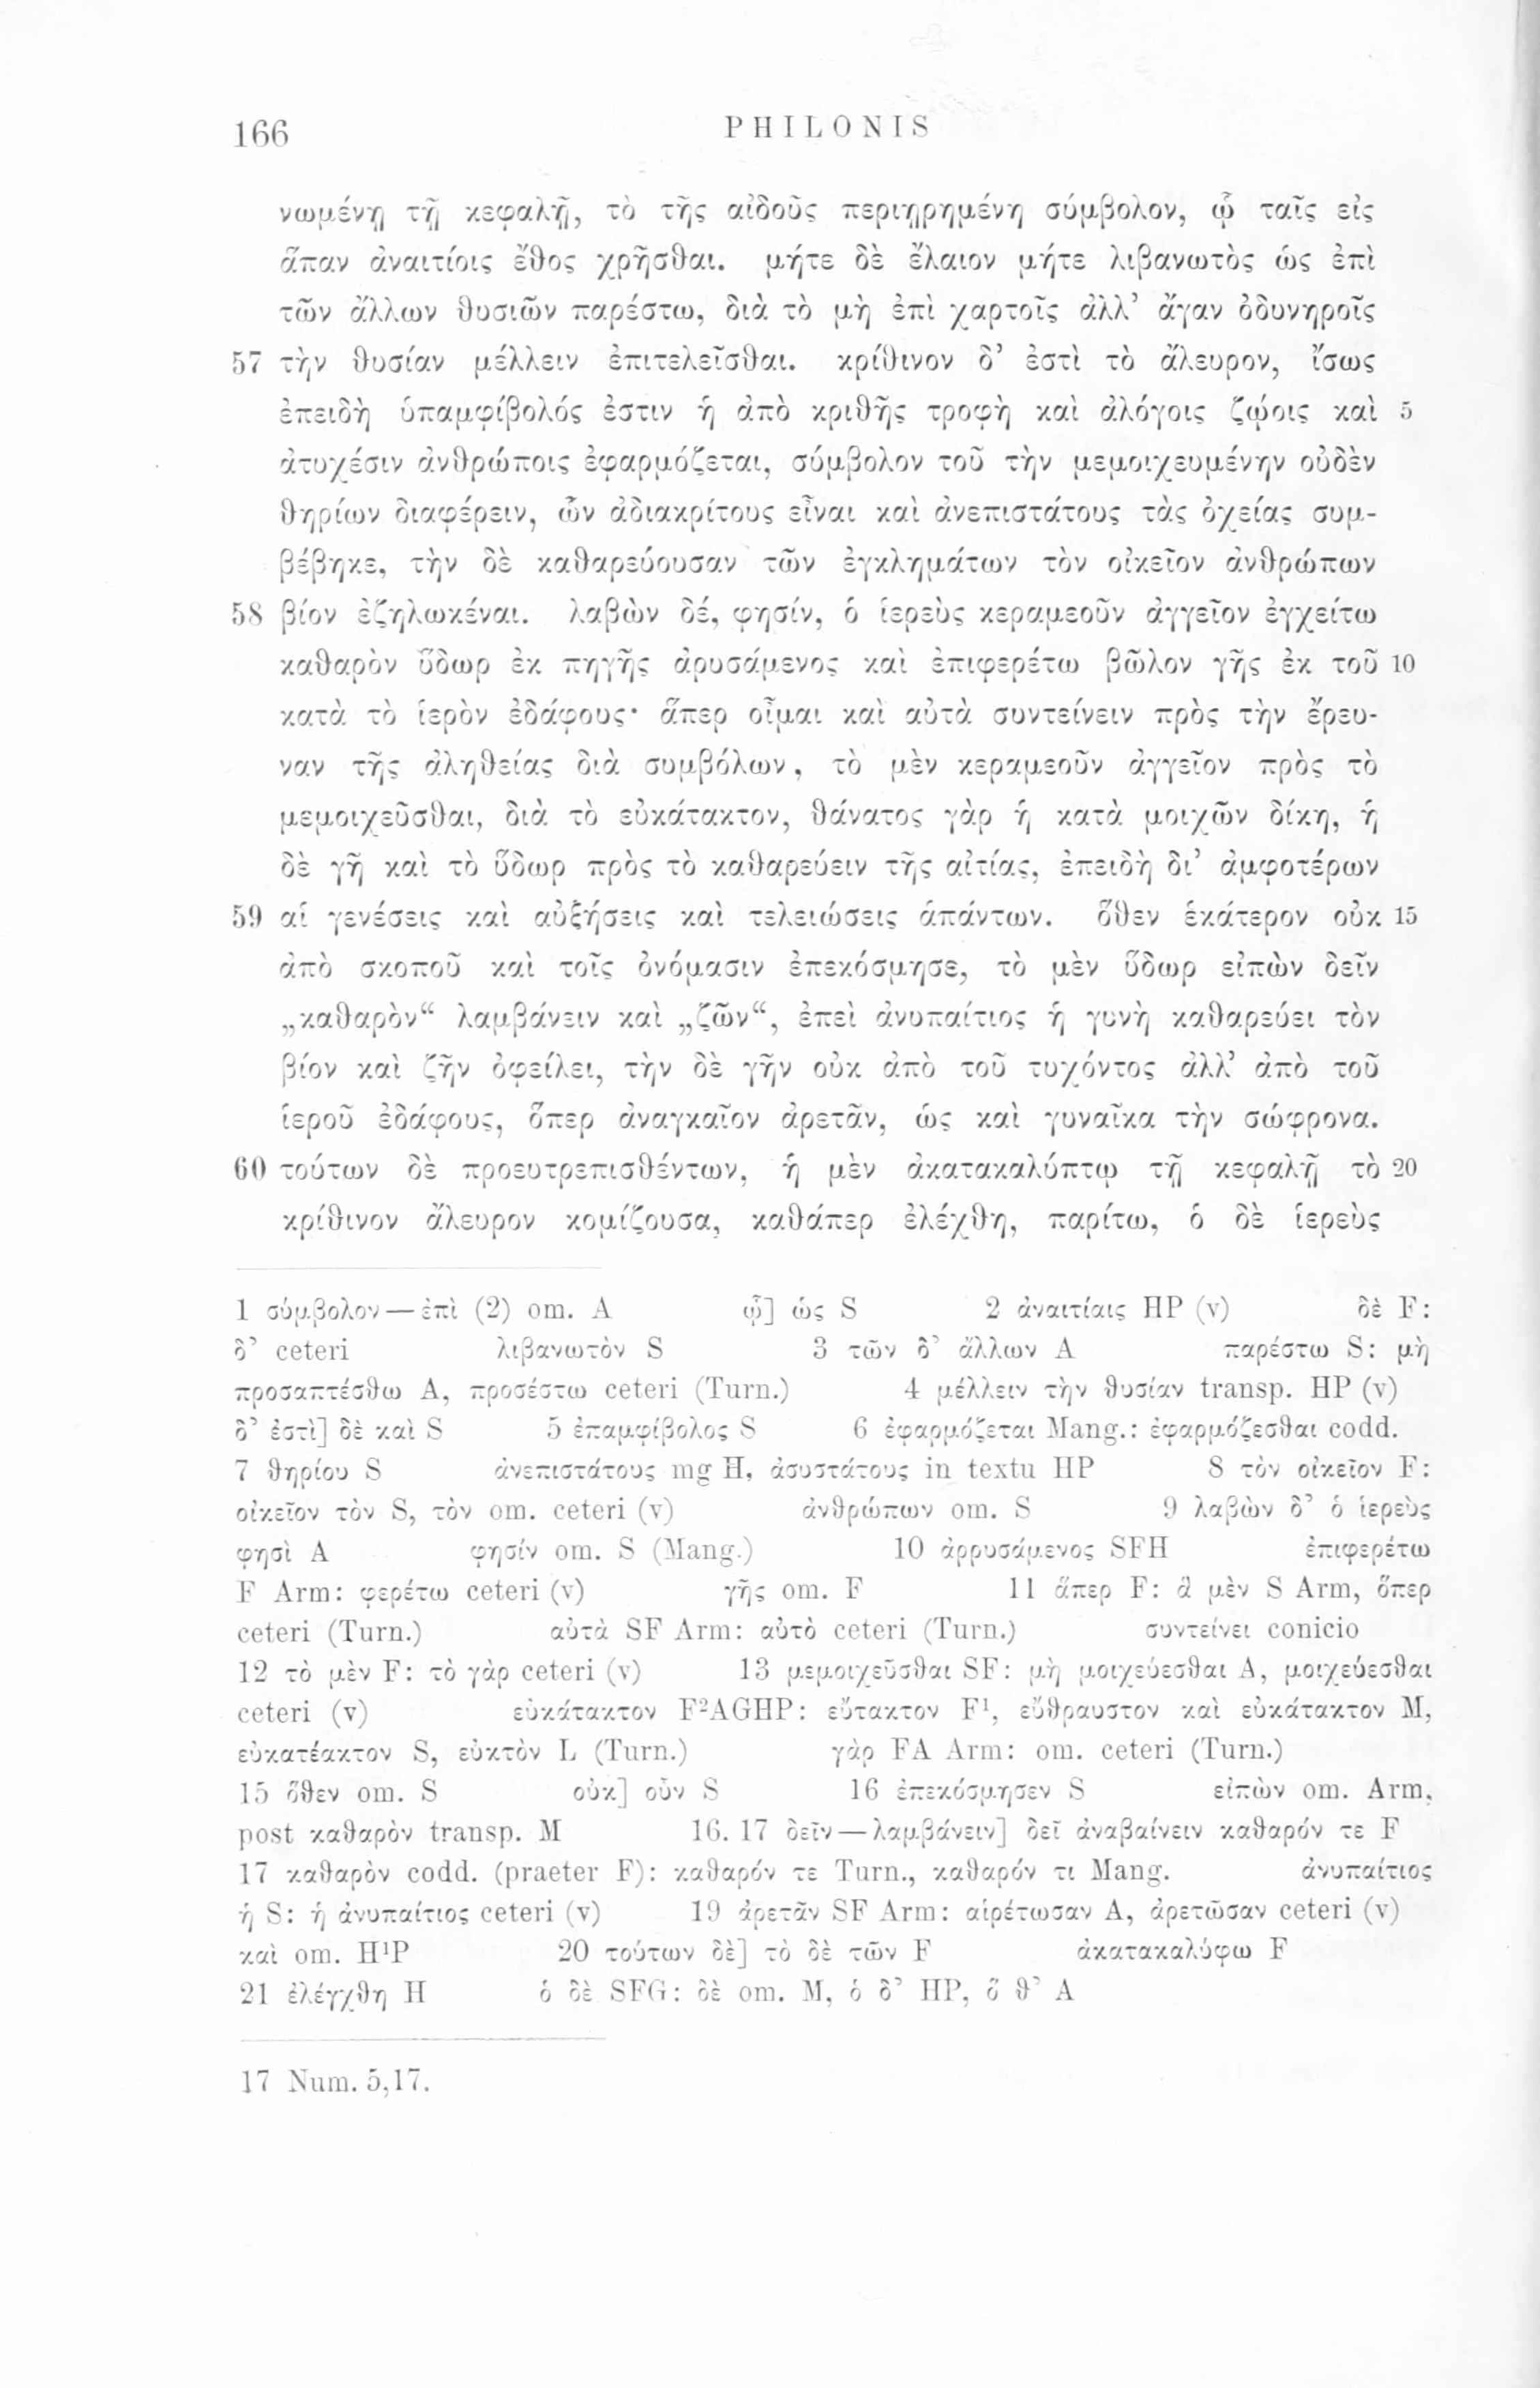 166
PHILONIS
νωμένῃ τῇ κεφαλῇ, τὸ τῆς αἰδοῦς περιῃρημένη σύμβολον, ᾧ ταῖς εἰς
ἅπαν ἀναιτίοις ἔθος χρῆσθαι. μήτε δὲ ἔλαιον μήτε λιβανωτὸς ὡς ἐπὶ
τῶν ἄλλων θυσιῶν παρέστω, διὰ τὸ μὴ ἐπὶ χαρτοῖς ἀλλ’ ἄγαν ὀδυνηροῖς
57 τὴν θυσίαν μέλλειν ἐπιτελεῖσθαι. κρίθινον δ’ ἐστὶ τὸ ἄλευρον, ἴσως
ἐπειδὴ ὑπαμφίβολός ἐστιν ἡ ἀπὸ κριθῆς τροφὴ καὶ ἀλόγοις ζῴοις καὶ 5
ἀτυχέσιν ἀνθρώποις ἐφαρμόζεται, σύμβολον τοῦ τὴν μεμοιχευμένην οὐδὲν
θηρίων διαφέρειν, ὧν ἀδιακρίτους εἶναι καὶ ἀνεπιστάτους τὰς ὀχείας συμ-
βέβηκε, τὴν δὲ καθαρεύουσαν τῶν ἐγκλημάτων τὸν οἰκεῖον ἀνθρώπων
58 βίον ἐζηλωκέναι. λαβὼν δέ, φησίν, ὁ ἱερεὺς κεραμεοῦν ἀγγεῖον ἐγχείτω
καθαρὸν ὕδωρ ἐκ πηγῆς ἀρυσάμενος καὶ ἐπιφερέτω βῶλον γῆς ἐκ τοῦ 10
κατὰ τὸ ἱερὸν ἐδάφους· ἅπερ οἶμαι καὶ αὐτὰ συντείνειν πρὸς τὴν ἔρευ-
ναν τῆς ἀληθείας διὰ συμβόλων, τὸ μὲν κεραμεοῦν ἀγγεῖον πρὸς τὸ
μεμοιχεῦσθαι, διὰ τὸ εὐκάτακτον, θάνατος γὰρ ἡ κατὰ μοιχῶν δίκη, ἡ
δὲ γῆ καὶ τὸ ὕδωρ πρὸς τὸ καθαρεύειν τῆς αἰτίας, ἐπειδὴ δι’ ἀμφοτέρων
59 αἱ γενέσεις καὶ αὐξήσεις καὶ τελειώσεις ἁπάντων. ὅθεν ἑκάτερον οὐκ 15
ἀπὸ σκοποῦ καὶ τοῖς ὀνόμασιν ἐπεκόσμησε, τὸ μὲν ὕδωρ εἰπὼν δεῖν
„καθαρὸν“ λαμβάνειν καὶ „ζῶν“, ἐπεὶ ἀνυπαίτιος ἡ γυνὴ καθαρεύει τὸν
βίον καὶ ζῆν ὀφείλει, τὴν δὲ γῆν οὐκ ἀπὸ τοῦ τυχόντος ἀλλ’ ἀπὸ τοῦ
ἱεροῦ ἐδάφους, ὅπερ ἀναγκαῖον ἀρετᾶν, ὡς καὶ γυναῖκα τὴν σώφρονα.
60 τούτων δὲ προευτρεπισθέντων, ἡ μὲν ἀκατακαλύπτῳ τῇ κεφαλῇ τὸ 20
κρίθινον ἄλευρον κομίζουσα, καθάπερ ἐλέχθη, παρίτω, ὁ δὲ ἱερεὺς
1 σύμβολον—ἐπὶ (2) om. A ᾧ] ὡς S 2 ἀναιτίαις HP (v) δὲ F:
δ’ ceteri λιβανωτὸν S 3 τῶν δ’ ἄλλων A παρέστω S: μὴ
προσαπτέσθω A, προσέστω ceteri (Turn.) 4 μέλλειν τὴν θυσίαν transp. HP (v)
δ’ ἐστὶ] δὲ καὶ S 5 ἐπαμφίβολος S 6 ἐφαρμόζεται Mang.: ἐφαρμόζεσθαι codd.
7 θηρίου S ἀνεπιστάτους mg H, ἀσυστάτους in textu HP 8 τὸν οἰκεῖον F:
οἰκεῖον τὸν S, τὸν om. ceteri (v) ἀνθρώπων om. S 9 λαβὼν δ’ ὁ ἱερεὺς
φησὶ A φησίν om. S (Mang.) 10 ἀρρυσάμενος SFH ἐπιφερέτω
F Arm: φερέτω ceteri (v) γῆς om. F 11 ἅπερ F: ἃ μὲν S Arm, ὅπερ
ceteri (Turn.) αὐτὰ SF Arm: αὐτὸ ceteri (Turn.) συντείνει conicio
12 τὸ μὲν F: τὸ γὰρ ceteri (v) 13 μεμοιχεῦσθαι SF: μὴ μοιχεύεσθαι A, μοιχεύεσθαι
ceteri (v) εὐκάτακτον F²AGHP: εὔτακτον F¹, εὔθραυστον καὶ εὐκάτακτον M,
εὐκατέακτον S, εὐκτὸν L (Turn.) γὰρ FA Arm: om. ceteri (Turn.)
15 ὅθεν om. S οὐκ] οὖν S 16 ἐπεκόσμησεν S εἰπὼν om. Arm,
post καθαρὸν transp. M 16. 17 δεῖν—λαμβάνειν] δεῖ ἀναβαίνειν καθαρόν τε F
17 καθαρὸν codd. (praeter F): καθαρόν τε Turn., καθαρόν τι Mang. ἀνυπαίτιος
ἡ S: ἡ ἀνυπαίτιος ceteri (v) 19 ἀρετᾶν SF Arm: αἱρέτωσαν A, ἀρετῶσαν ceteri (v)
καὶ om. H¹P 20 τούτων δὲ] τὸ δὲ τῶν F ἀκατακαλύφω F
21 ἐλέγχθη H ὁ δὲ SFG: δὲ om. M, ὁ δ’ HP, ὅ θ’ A
17 Num. 5,17.